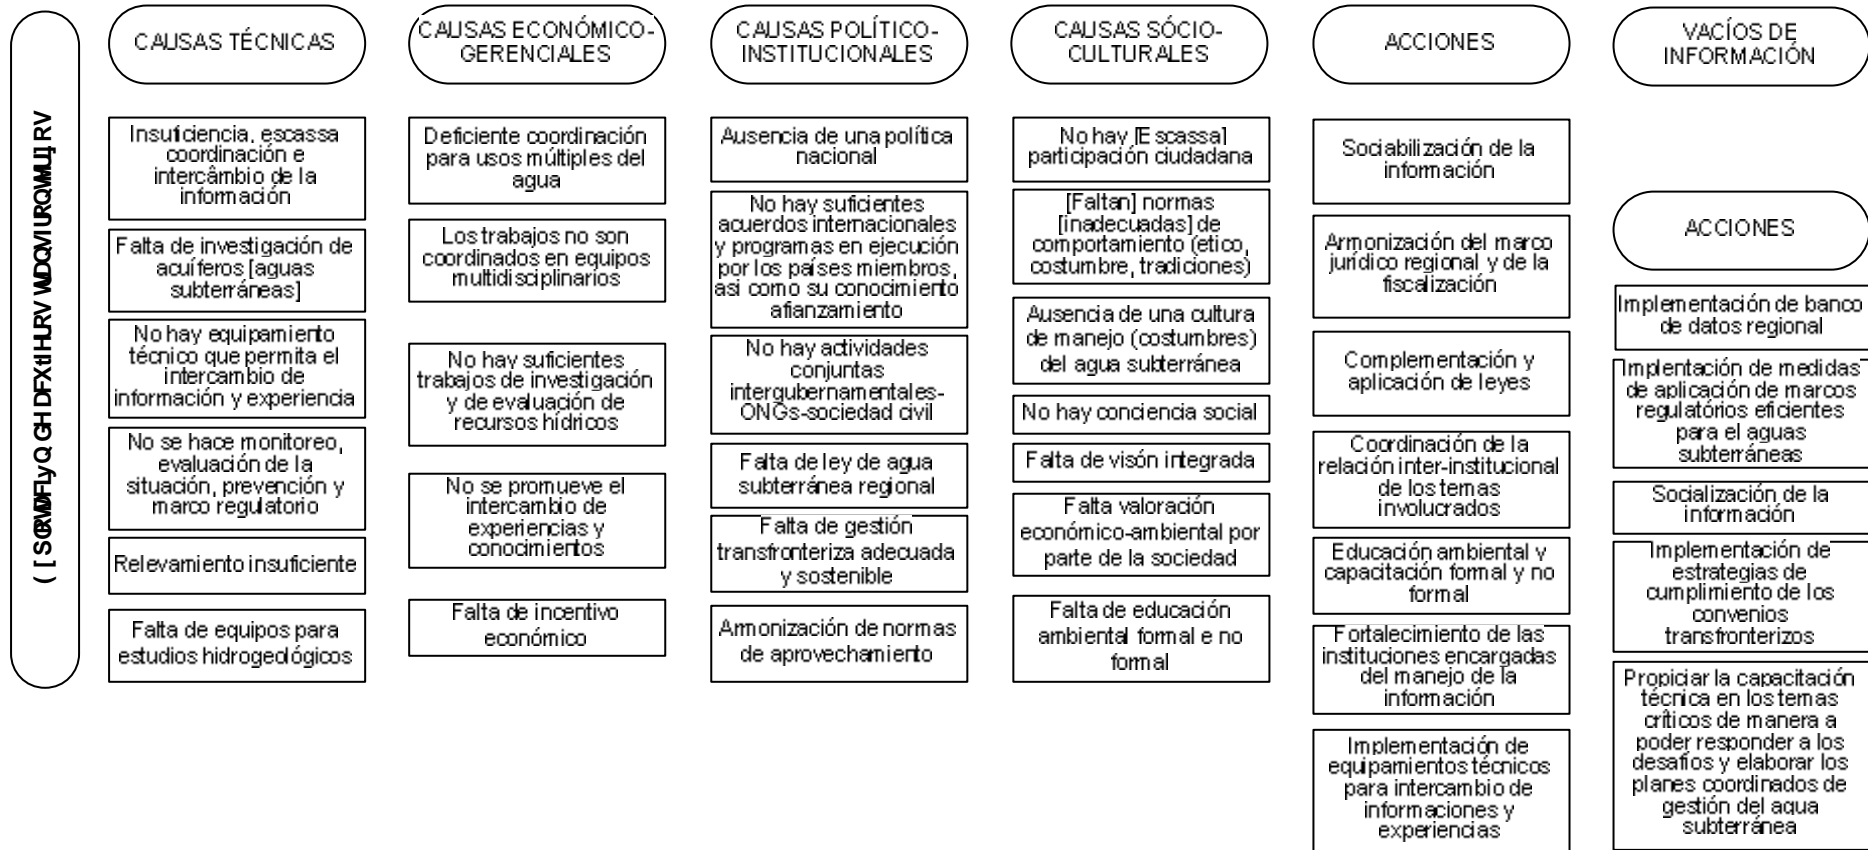 CAUSAS TÉCNICAS
Insuficiencia, escassa
coordinación e
intercâmbio de la
información
Falta de investigación de
acuíferos [aguas
subterráneas]
No hay equipamiento
técnico que permita el
intercambio de
información y experiencia
No se hace monitoreo,
evaluación de la
situación, prevención y
marco regulatorio
Relevamiento insuficiente
Falta de equipos para
estudios hidrogeológicos
CAUSAS ECONÓMICO-
GERENCIALES
Deficiente coordinación
para usos múltiples del
agua
Los trabajos no son
coordinados en equipos
multidisciplinarios
No hay suficientes
trabajos de investigación
y de evaluación de
recursos hídricos
No se promueve el
intercambio de
experiencias y
conocimientos
Falta de incentivo
económico
CAUSAS POLÍTICO-
INSTITUCIONALES
Ausencia de una política
nacional
No hay suficientes
acuerdos internacionales
y programas en ejecución
por los países miembros,
asi como su conocimiento
afianzamiento
No hay actividades
conjuntas
intergubernamentales-
ONGs-sociedad civil
Falta de ley de agua
subterránea regional
Falta de gestión
transfronteriza adecuada
y sostenible
Armonización de normas
de aprovechamiento
CAUSAS SÓCIO-
CULTURALES
No hay [Escassa]
participación ciudadana
[Faltan] normas
[inadecuadas] de
comportamiento (etico,
costumbre, tradiciones)
Ausencia de una cultura
de manejo (costumbres)
del agua subterránea
No hay conciencia social
Falta de visón integrada
Falta valoración
económico-ambiental por
parte de la sociedad
Falta de educación
ambiental formal e no
formal
ACCIONES
Sociabilización de la
información
Armonización del marco
jurídico regional y de la
fiscalización
Complementación y
aplicación de leyes
Coordinación de la
relación inter-institucional
de los temas
involucrados
Educación ambiental y
capacitación formal y no
formal
Fortalecimiento de las
instituciones encargadas
del manejo de la
información
Implementación de
equipamientos técnicos
para intercambio de
informaciones y
experiencias
VACÍOS DE
INFORMACIÓN
ACCIONES
Implementación de banco
de datos regional
Implentación de medidas
de aplicación de marcos
regulatórios eficientes
para el aguas
subterráneas
Socialización de la
información
Implementación de
estrategias de
cumplimiento de los
convenios
transfronterizos
Propiciar la capacitación
técnica en los temas
críticos de manera a
poder responder a los
desafíos y elaborar los
planes coordinados de
gestión del agua
subterránea